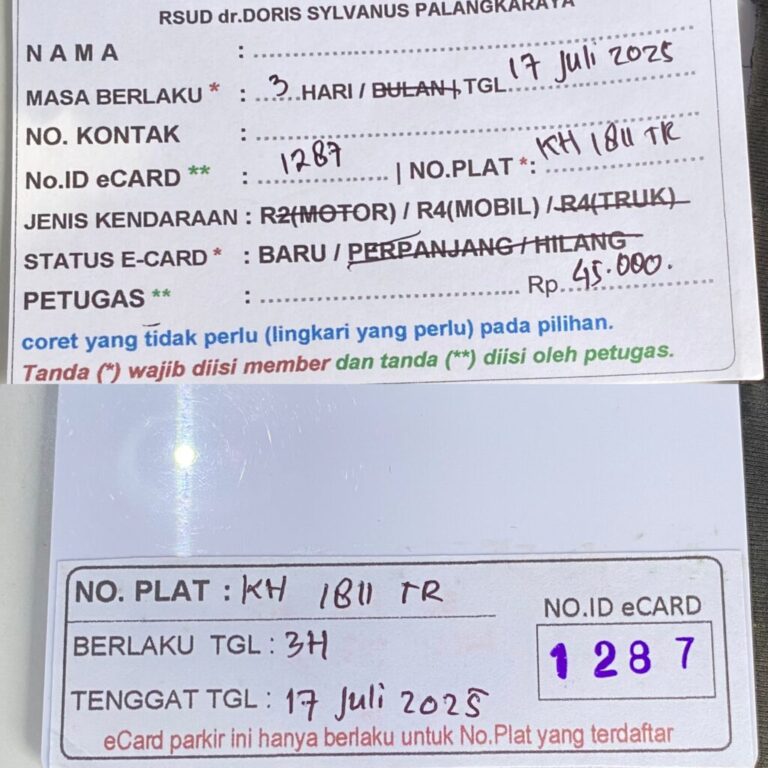 RSUD dr.DORIS SYLVANUS PALANGKARAYA
NAMA :
MASA BERLAKU * : 3 HARI / BULAN | TGL 17 Juli 2025
NO. KONTAK :
No.ID eCARD ** : 1287 | NO.PLAT *: KH 1811 TR
JENIS KENDARAAN : R2(MOTOR) / R4(MOBIL) / R4(TRUK)
STATUS E-CARD * : BARU / PERPANJANG / HILANG
PETUGAS ** : Rp. 45.000.
coret yang tidak perlu (lingkari yang perlu) pada pilihan.
Tanda (*) wajib diisi member dan tanda (**) diisi oleh petugas.
NO. PLAT : KH 1811 TR
NO.ID eCARD
1287
BERLAKU TGL : 3H
TENGGAT TGL : 17 Juli 2025
eCard parkir ini hanya berlaku untuk No.Plat yang terdaftar